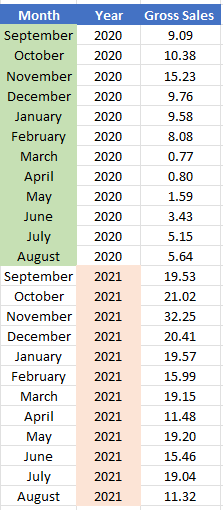 Month Year Gross Sales
September 2020 9.09
October 2020 10.38
November 2020 15.23
December 2020 9.76
January 2020 9.58
February 2020 8.08
March 2020 0.77
April 2020 0.80
May 2020 1.59
June 2020 3.43
July 2020 5.15
August 2020 5.64
September 2021 19.53
October 2021 21.02
November 2021 32.25
December 2021 20.41
January 2021 19.57
February 2021 15.99
March 2021 19.15
April 2021 11.48
May 2021 19.20
June 2021 15.46
July 2021 19.04
August 2021 11.32